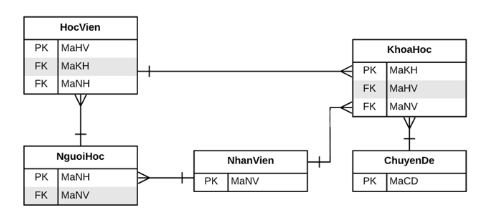 HocVien
PK MaHV
FK MaKH
FK MaNH
KhoaHoc
PK MaKH
FK MaHV
FK MaNV
NguoiHoc
PK MaNH
FK MaNV
NhanVien
PK MaNV
ChuyenDe
PK MaCD